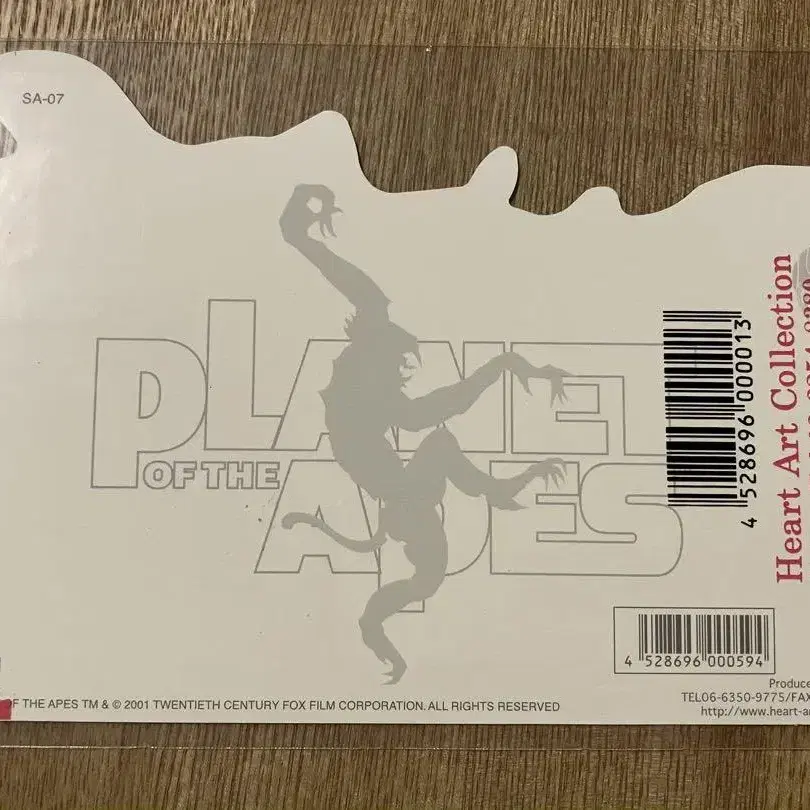 SA-07
PLANET
OF THE
APES
4 528696 000013
Heart Art Collection
4 528696 000594
OF THE APES TM & © 2001 TWENTIETH CENTURY FOX FILM CORPORATION. ALL RIGHTS RESERVED
Produce
TEL06-6350-9775/FAX
http://www.heart-a